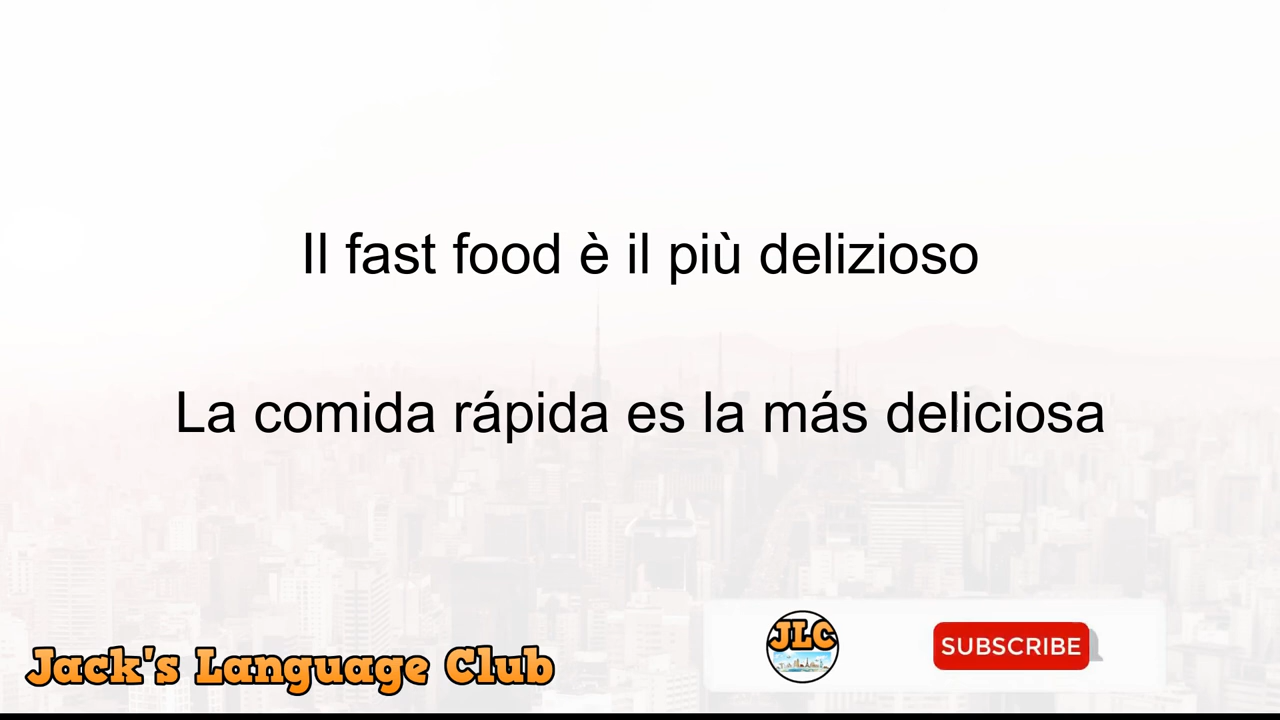 Il fast food è il più delizioso
La comida rápida es la más deliciosa
Jack's Language Club
JLC
SUBSCRIBE